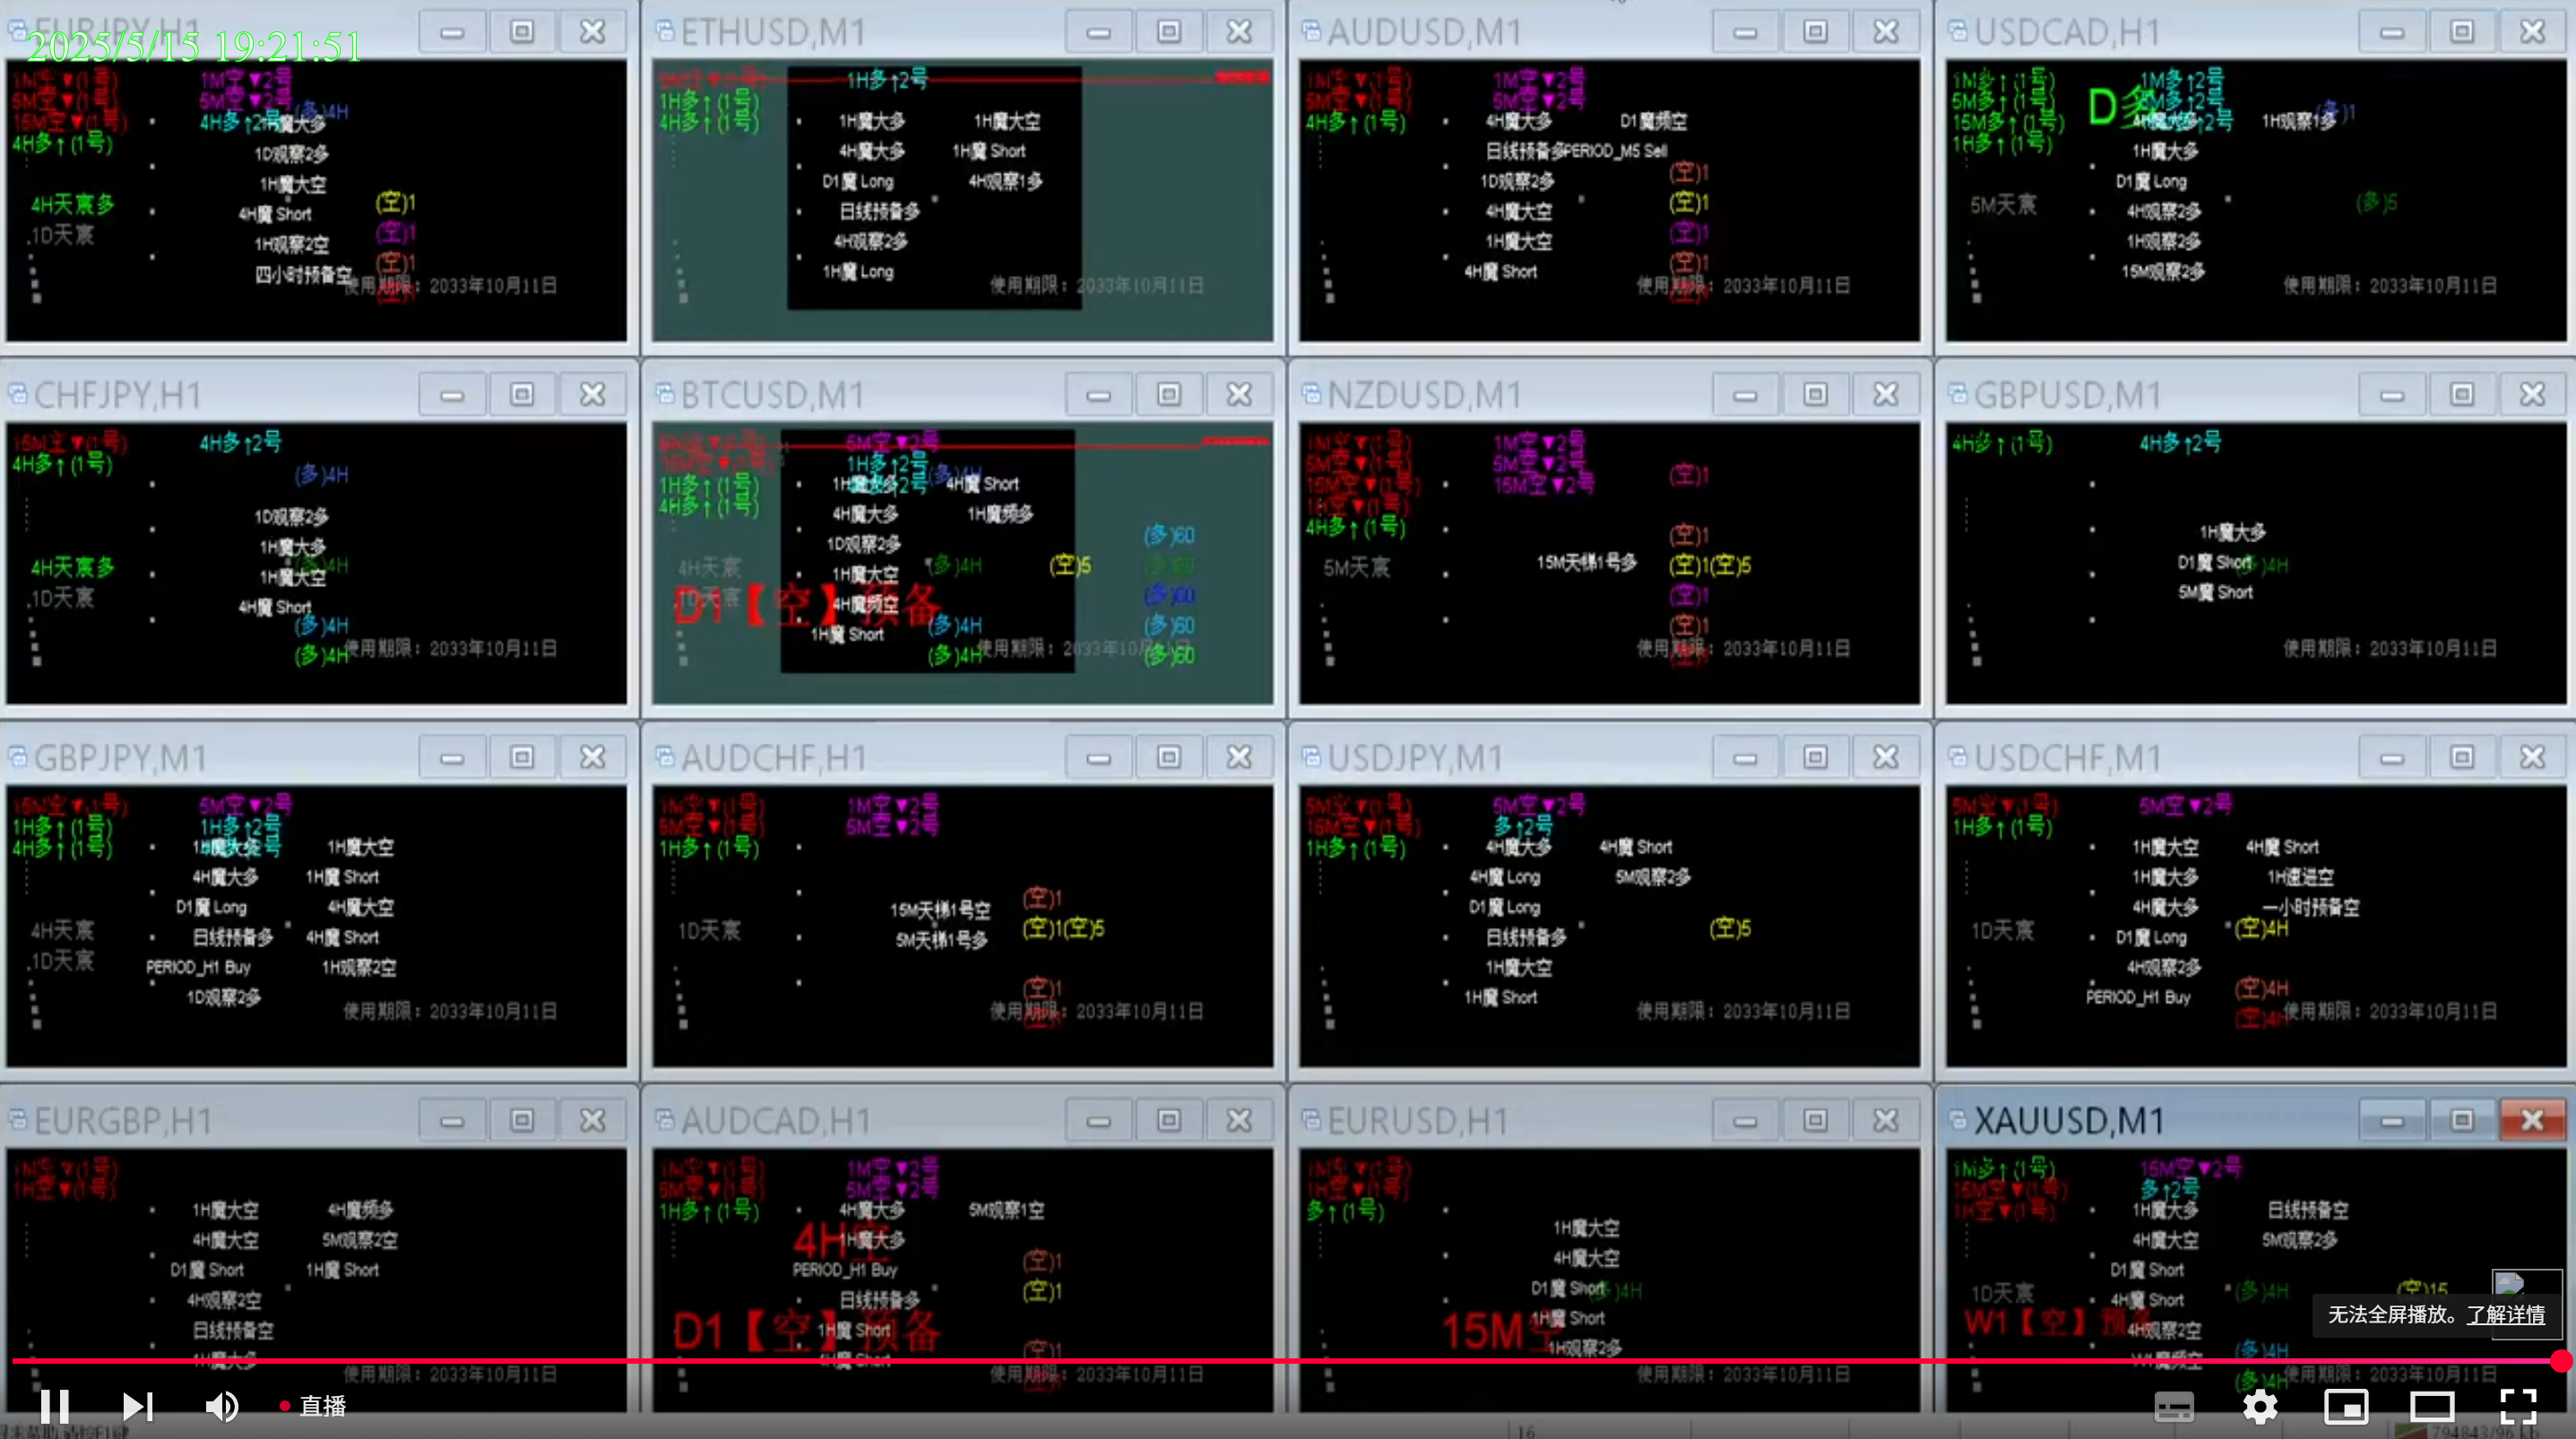 EURJPY,H1
2025/5/15 19:21:51
1M空▼(1号)
1M空▼2号
5M空▼(1号)
5M空▼2号
(多)4H
15M空▼(1号)
4H多↑2号
4H多↑(1号)
1D观察2多
1H魔大空
4H天宸多
4H魔 Short
(空)1
1D天宸
1H观察2空
(空)1
四小时预备空
(空)1
使用期限：2033年10月11日
ETHUSD,M1
1H多↑2号
1H多↑(1号)
4H多↑(1号)
1H魔大多
1H魔大空
4H魔大多
1H魔 Short
D1魔 Long
4H观察1多
日线预备多
4H观察2多
1H魔 Long
使用期限：2033年10月11日
AUDUSD,M1
1M空▼(1号)
1M空▼2号
5M空▼(1号)
5M空▼2号
4H多↑(1号)
4H魔大多
D1魔频空
日线预备多
PERIOD_M5 Sell
1D观察2多
(空)1
4H魔大空
(空)1
1H魔大空
(空)1
4H魔 Short
(空)1
使用期限：2033年10月11日
USDCAD,H1
1M多↑(1号)
1M多↑2号
5M多↑(1号)
5M多↑2号
D多
15M多↑(1号)
1H观察1多
1H多↑(1号)
1H魔大多
D1魔 Long
5M天宸
4H观察2多
(多)5
1H观察2多
15M观察2多
使用期限：2033年10月11日
CHFJPY,H1
15M空▼(1号)
4H多↑2号
4H多↑(1号)
(多)4H
1D观察2多
1H魔大多
4H天宸多
1H魔大空
1D天宸
4H魔 Short
(多)4H
(多)4H
使用期限：2033年10月11日
BTCUSD,M1
5M空▼2号
1H多↑2号
1H多↑(1号)
4H魔 Short
4H多↑(1号)
4H魔大多
1H魔频多
1D观察2多
(多)60
4H天宸
1H魔大空
(多)4H
(空)5
(多)60
1D天宸
4H魔频空
(多)60
D1【空】预备
1H魔 Short
(多)4H
(多)60
(多)4H
(多)60
使用期限：2033年10月11日
NZDUSD,M1
1M空▼(1号)
1M空▼2号
5M空▼(1号)
5M空▼2号
15M空▼(1号)
15M空▼2号
(空)1
1H空▼(1号)
4H多↑(1号)
(空)1
5M天宸
15M天梯1号多
(空)1(空)5
(空)1
(空)1
使用期限：2033年10月11日
GBPUSD,M1
4H多↑(1号)
4H多↑2号
1H魔大多
D1魔 Short
5M魔 Short
使用期限：2033年10月11日
GBPJPY,M1
15M空▼(1号)
5M空▼2号
1H多↑(1号)
1H多↑2号
4H多↑(1号)
1H魔大空
4H魔大多
1H魔 Short
D1魔 Long
4H魔大空
4H天宸
日线预备多
4H魔 Short
1D天宸
PERIOD_H1 Buy
1H观察2空
1D观察2多
使用期限：2033年10月11日
AUDCHF,H1
1M空▼(1号)
1M空▼2号
5M空▼(1号)
5M空▼2号
1H多↑(1号)
(空)1
15M天梯1号空
(空)1(空)5
1D天宸
5M天梯1号多
(空)1
使用期限：2033年10月11日
USDJPY,M1
5M空▼(1号)
5M空▼2号
15M空▼(1号)
多↑2号
1H多↑(1号)
4H魔大多
4H魔 Short
4H魔 Long
5M观察2多
D1魔 Long
日线预备多
(空)5
1H魔大空
1H魔 Short
使用期限：2033年10月11日
USDCHF,M1
5M空▼(1号)
5M空▼2号
1H多↑(1号)
1H魔大空
4H魔 Short
1H魔大多
1H速进空
4H魔大多
一小时预备空
1D天宸
D1魔 Long
(空)4H
4H观察2多
PERIOD_H1 Buy
(空)4H
(空)4H
使用期限：2033年10月11日
EURGBP,H1
1M空▼(1号)
1H空▼(1号)
1H魔大空
4H魔频多
4H魔大空
5M观察2空
D1魔 Short
1H魔 Short
4H观察2空
日线预备空
1H魔大多
使用期限：2033年10月11日
AUDCAD,H1
1M空▼(1号)
1M空▼2号
5M空▼(1号)
5M空▼2号
1H多↑(1号)
4H魔大多
5M观察1空
4H空
1H魔大多
PERIOD_H1 Buy
(空)1
日线预备多
(空)1
D1【空】预备
1H魔 Short
4H魔 Short
(空)1
使用期限：2033年10月11日
EURUSD,H1
1M空▼(1号)
1H空▼(1号)
多↑(1号)
1H魔大空
4H魔大空
D1魔 Short
1H魔 Short
15M空
1H观察2多
使用期限：2033年10月11日
XAUUSD,M1
1M多↑(1号)
15M空▼2号
15M空▼(1号)
多↑2号
1H空▼(1号)
1H魔大多
日线预备空
4H魔大空
5M观察2多
D1魔 Short
1D天宸
4H魔 Short
(多)4H
(空)15
W1【空】预
4H观察2空
(多)4H
(多)4H
使用期限：2033年10月11日
无法全屏播放。了解详情
直播
16